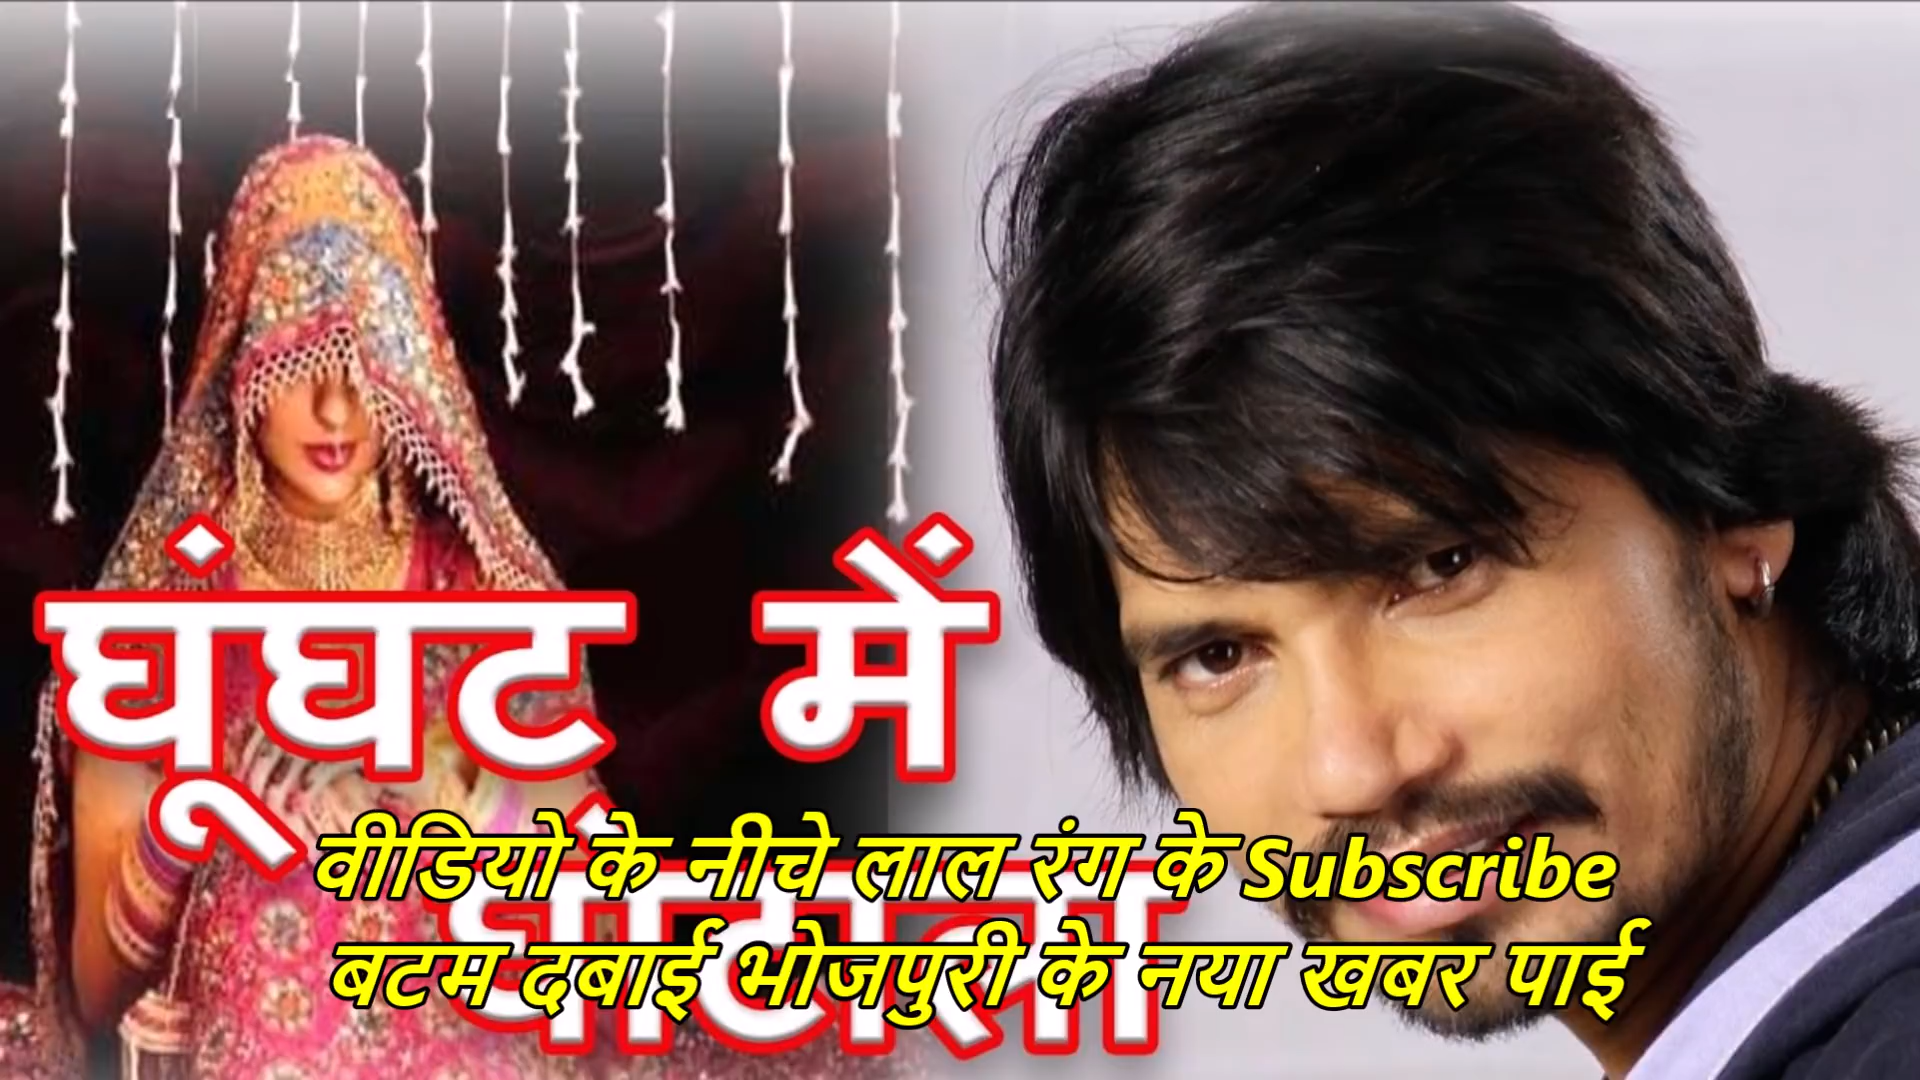 घूंघट में
घोटाला
वीडियो के नीचे लाल रंग के Subscribe
बटम दबाई भोजपुरी के नया खबर पाई